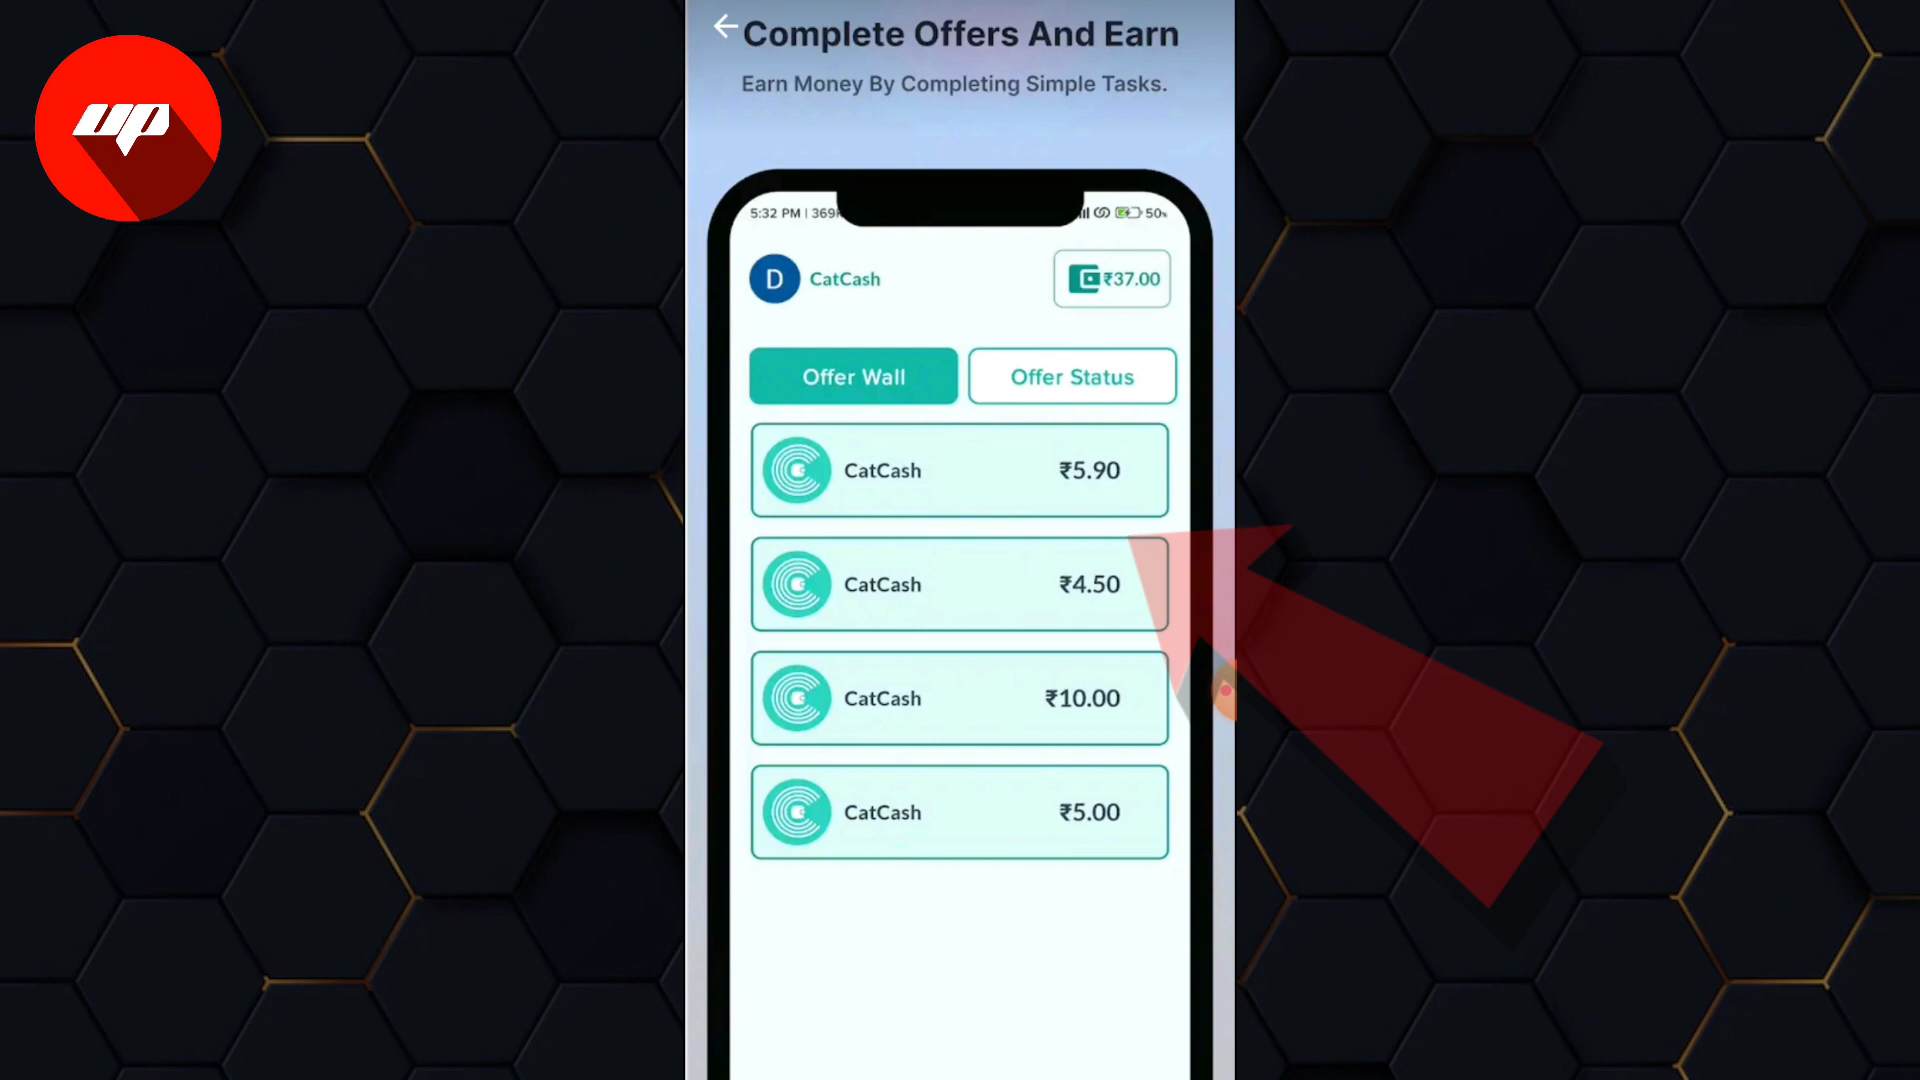 up
Complete Offers And Earn
Earn Money By Completing Simple Tasks.
5:32 PM | 369
50%
D CatCash ₹37.00
Offer Wall Offer Status
CatCash ₹5.90
CatCash ₹4.50
CatCash ₹10.00
CatCash ₹5.00